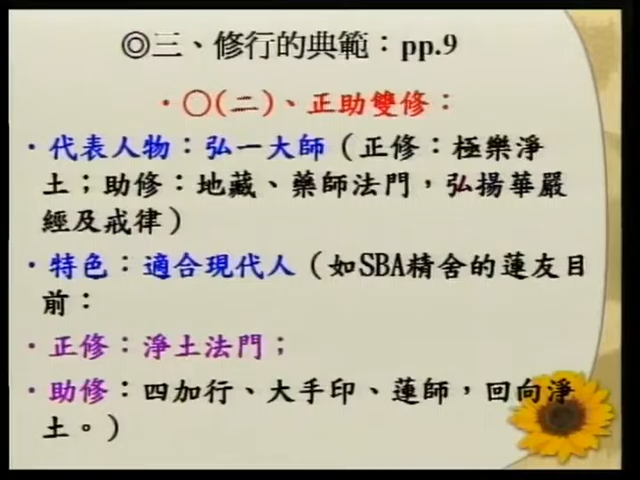 ◎三、修行的典範：pp.9
·〇(二)、正助雙修：
·代表人物：弘一大師（正修：極樂淨
土；助修：地藏、藥師法門，弘揚華嚴
經及戒律）
·特色：適合現代人（如SBA精舍的蓮友目
前：
·正修：淨土法門；
·助修：四加行、大手印、蓮師，回向淨
土。）